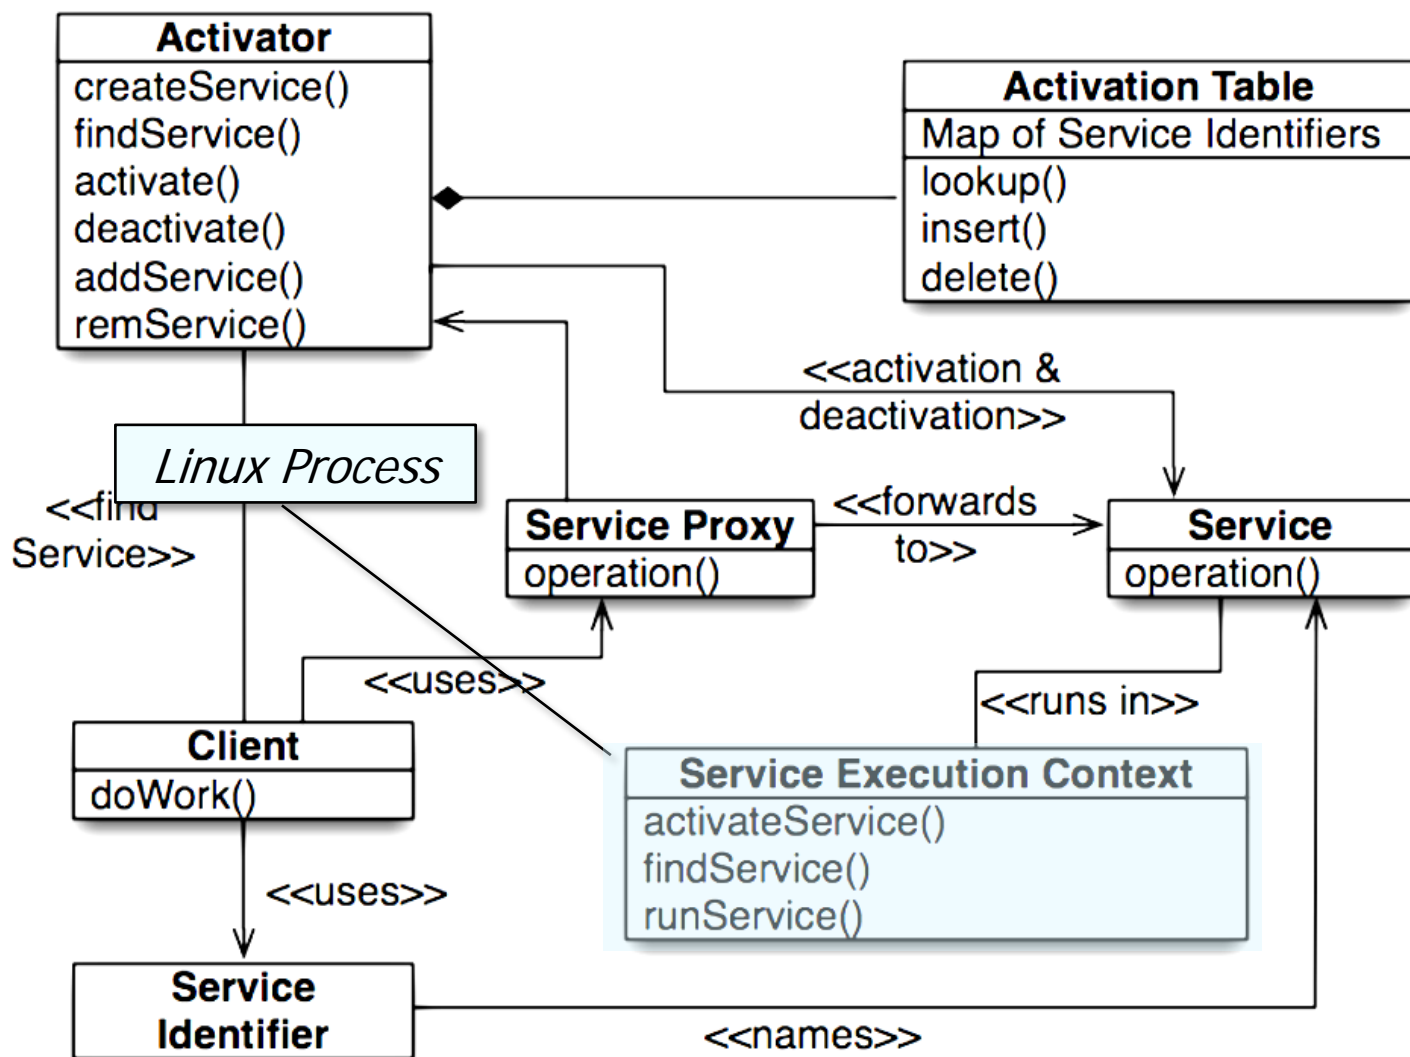 Activator
createService()
findService()
activate()
deactivate()
addService()
remService()
Activation Table
Map of Service Identifiers
lookup()
insert()
delete()
<<activation &
deactivation>>
Linux Process
<<find
Service>>
Service Proxy
operation()
<<forwards
to>>
Service
operation()
<<uses>>
<<runs in>>
Client
doWork()
Service Execution Context
activateService()
findService()
runService()
<<uses>>
Service
Identifier
<<names>>